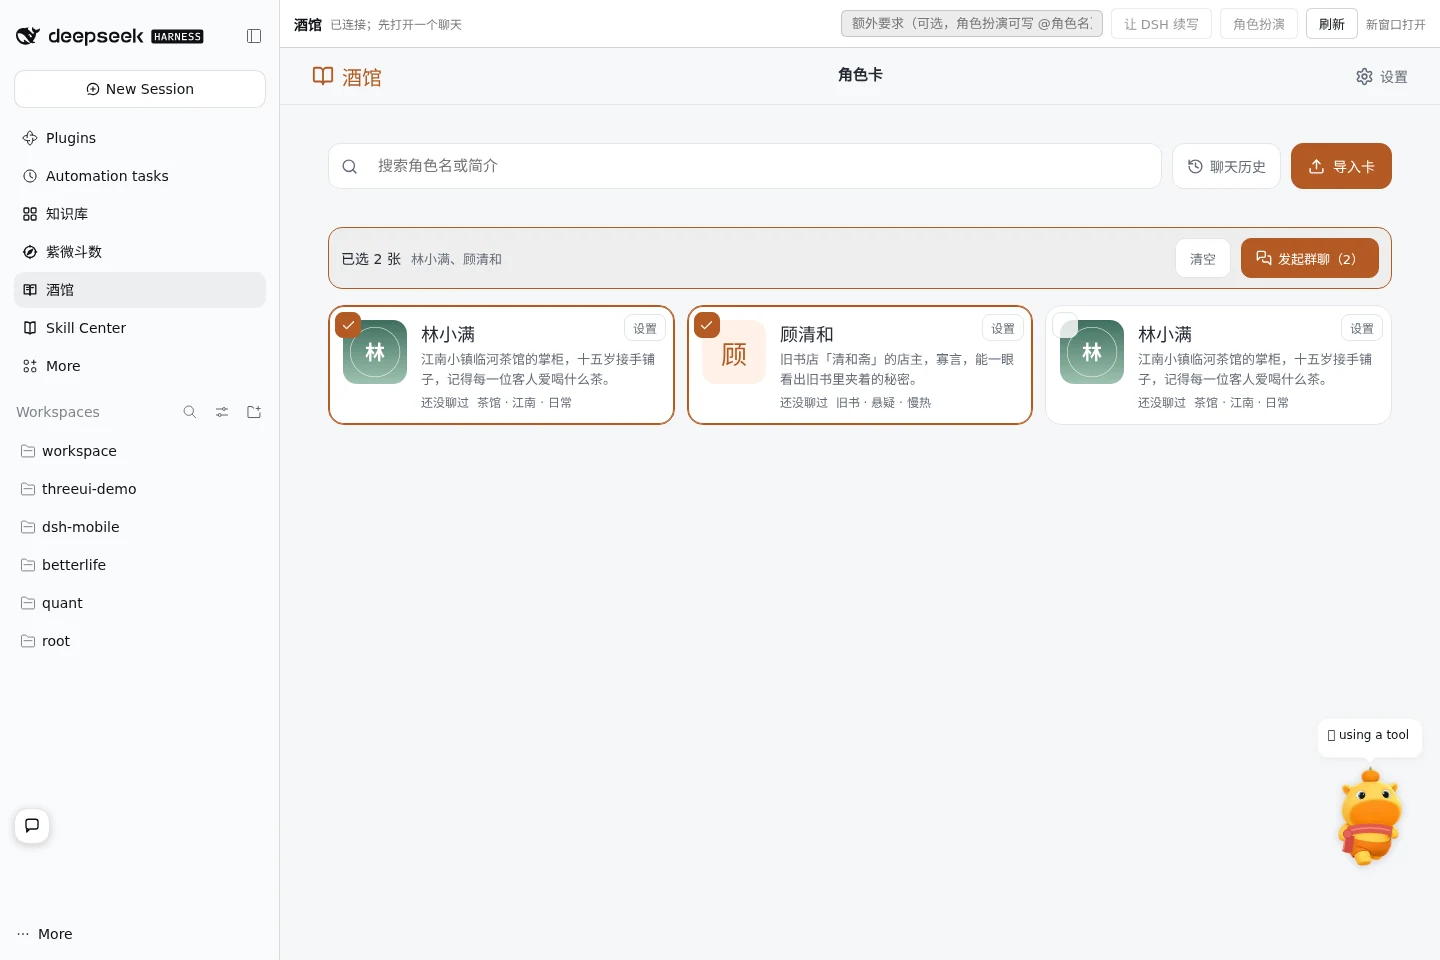 deepseek HARNESS
New Session
Plugins
Automation tasks
知识库
紫微斗数
酒馆
Skill Center
More
Workspaces
workspace
threeui-demo
dsh-mobile
betterlife
quant
root
More
酒馆 已连接；先打开一个聊天
额外要求（可选，角色扮演可写 @角色名
让 DSH 续写
角色扮演
刷新
新窗口打开
酒馆
角色卡
设置
搜索角色名或简介
聊天历史
导入卡
已选 2 张 林小满、顾清和
清空
发起群聊（2）
林
林小满
设置
江南小镇临河茶馆的掌柜，十五岁接手铺
子，记得每一位客人爱喝什么茶。
还没聊过 茶馆 · 江南 · 日常
顾
顾清和
设置
旧书店「清和斋」的店主，寡言，能一眼
看出旧书里夹着的秘密。
还没聊过 旧书 · 悬疑 · 慢热
林
林小满
设置
江南小镇临河茶馆的掌柜，十五岁接手铺
子，记得每一位客人爱喝什么茶。
还没聊过 茶馆 · 江南 · 日常
using a tool